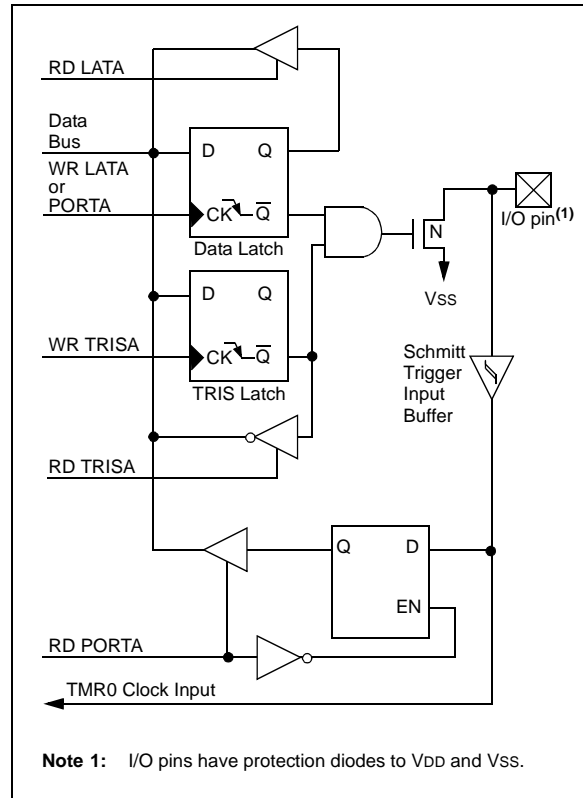 RD LATA
Data
Bus
WR LATA
or
PORTA
D Q
CK Q
Data Latch
N
I/O pin(1)
VSS
D Q
WR TRISA
CK Q
TRIS Latch
Schmitt
Trigger
Input
Buffer
RD TRISA
Q D
EN
RD PORTA
TMR0 Clock Input
Note 1: I/O pins have protection diodes to VDD and VSS.